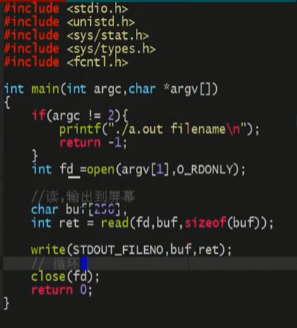 #include <stdio.h>
#include <unistd.h>
#include <sys/stat.h>
#include <sys/types.h>
#include <fcntl.h>
int main(int argc,char *argv[])
{
if(argc != 2){
printf("./a.out filename\n");
return -1;
}
int fd =open(argv[1],O_RDONLY);
//读,输出到屏幕
char buf[256];
int ret = read(fd,buf,sizeof(buf));
write(STDOUT_FILENO,buf,ret);
// 循环
close(fd);
return 0;
}